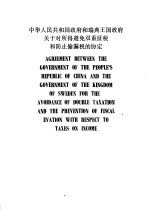 中华人民共和国政府和瑞典王国政府
关于对所得避免双重征税
和防止偷漏税的协定
AGREEMENT BETWEEN THE
GOVERNMENT OF THE PEOPLE'S
REPUBLIC OF CHINA AND THE
GOVERNMENT OF THE KINGDOM
OF SWEDEN FOR THE
AVOIDANCE OF DOUBLE TAXATION
AND THE PREVENTION OF FISCAL
EVATION WITH RESPECT TO
TAXES ON INCOME